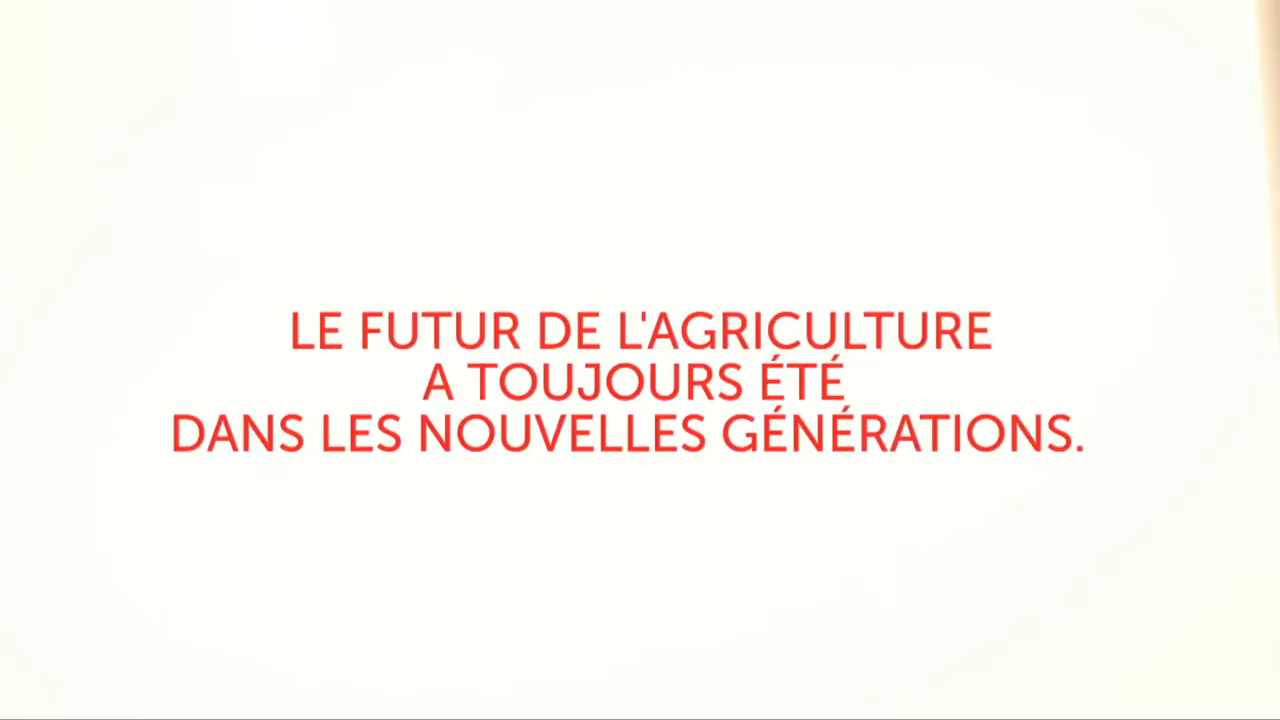 LE FUTUR DE L'AGRICULTURE
A TOUJOURS ÉTÉ
DANS LES NOUVELLES GÉNÉRATIONS.